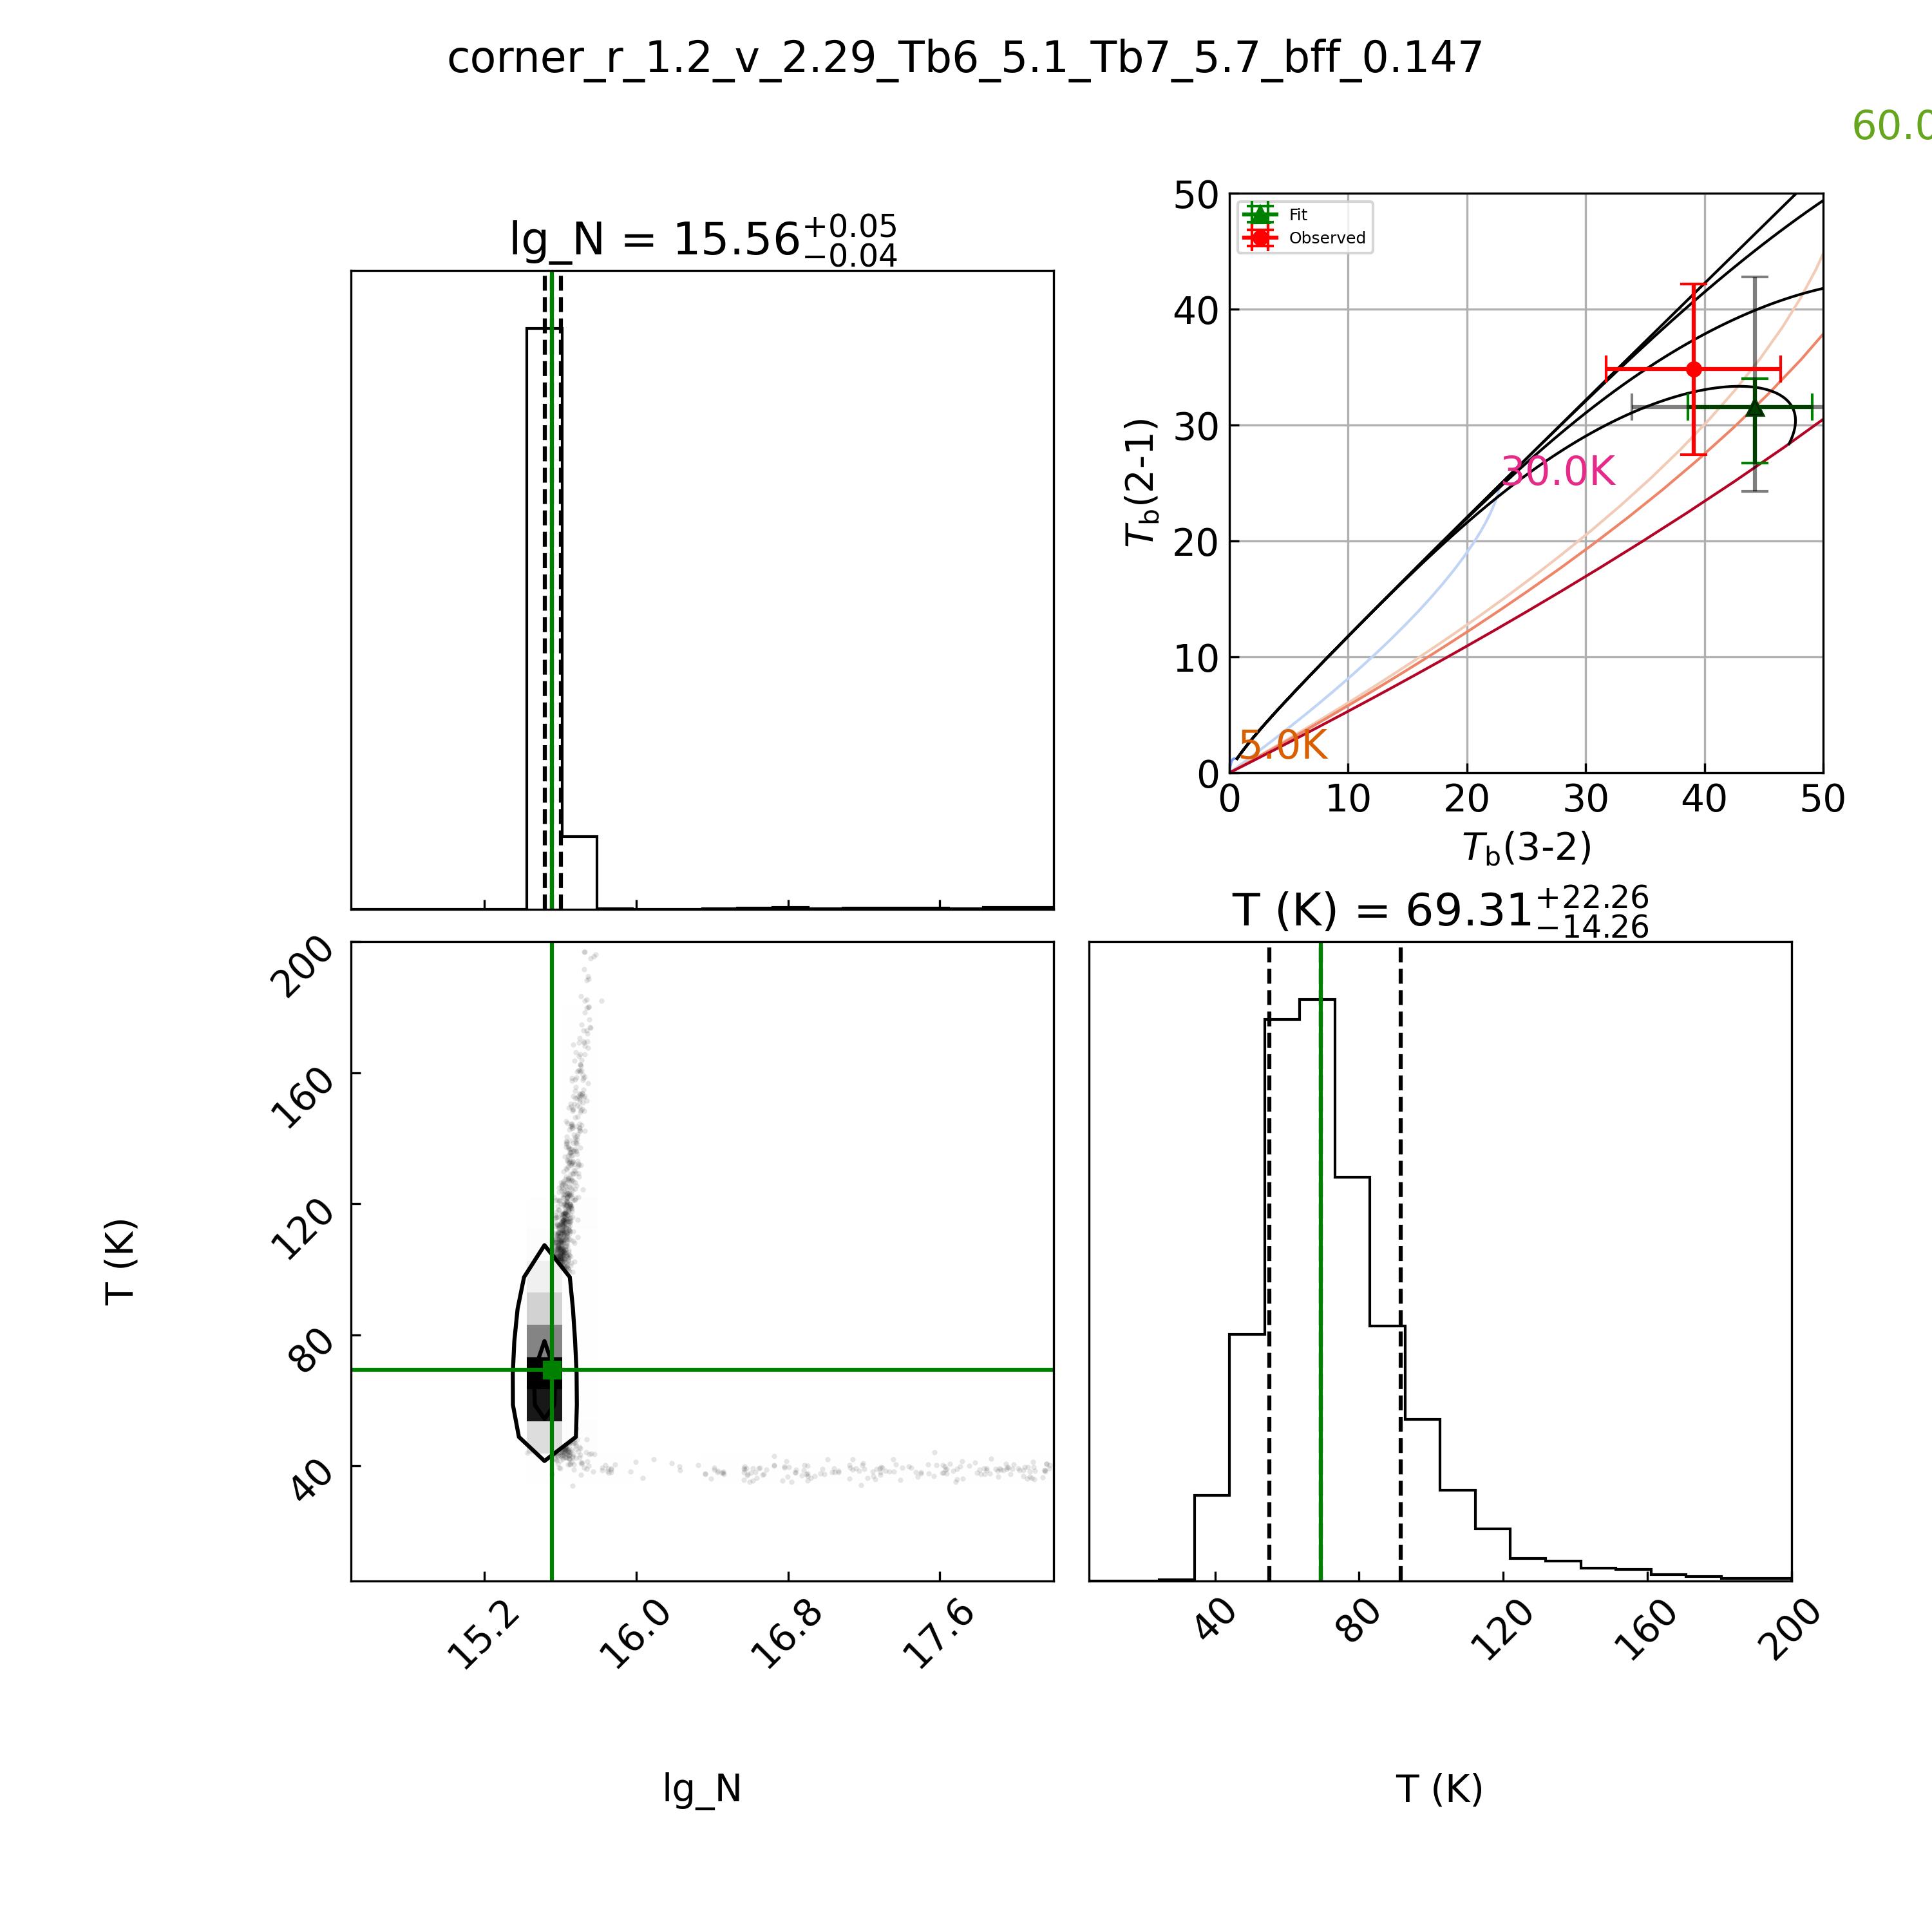 corner_r_1.2_v_2.29_Tb6_5.1_Tb7_5.7_bff_0.147
60.0
lg_N = 15.56+0.05−0.04
50
40
30
20
10
0
Fit
Observed
30.0K
5.0K
Tb(2-1)
0 10 20 30 40 50
Tb(3-2)
T (K) = 69.31+22.26−14.26
200
160
120
80
40
T (K)
15.2 16.0 16.8 17.6
40 80 120 160 200
lg_N
T (K)